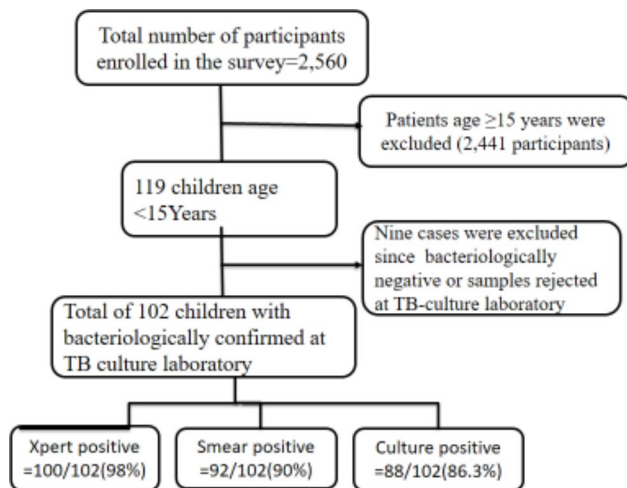 Total number of participants
enrolled in the survey=2,560
Patients age ≥15 years were
excluded (2,441 participants)
119 children age
<15Years
Nine cases were excluded
since bacteriologically
negative or samples rejected
at TB-culture laboratory
Total of 102 children with
bacteriologically confirmed at
TB culture laboratory
Xpert positive
=100/102(98%)
Smear positive
=92/102(90%)
Culture positive
=88/102(86.3%)